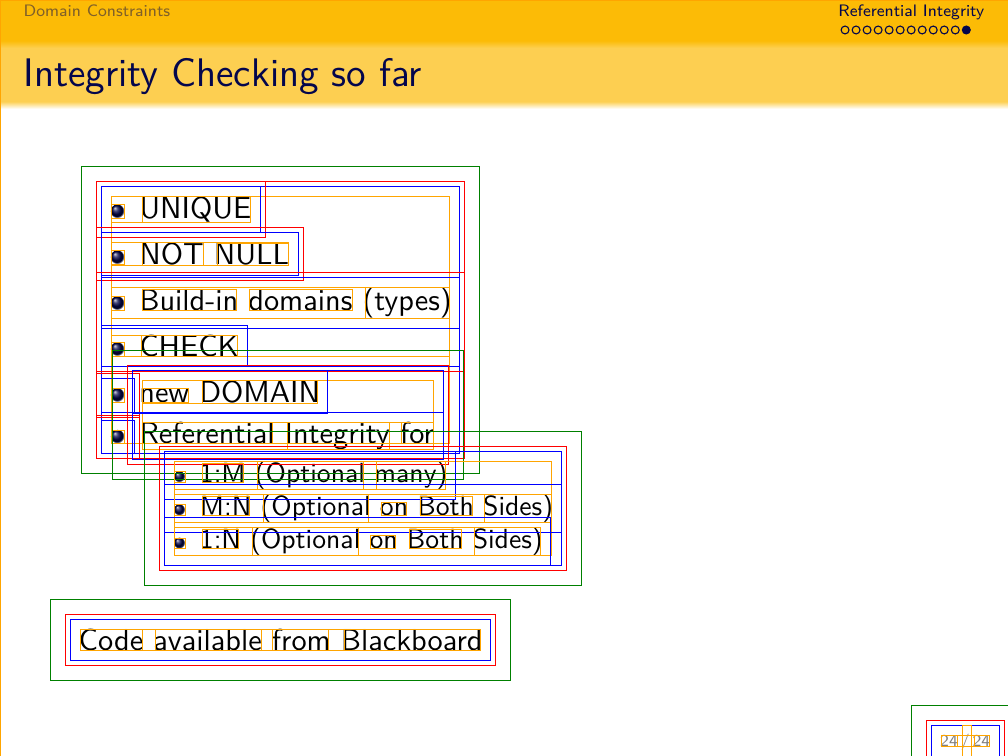 Domain Constraints
Referential Integrity
Integrity Checking so far
UNIQUE
NOT NULL
Build-in domains (types)
CHECK
new DOMAIN
Referential Integrity for
1:M (Optional many)
M:N (Optional on Both Sides)
1:N (Optional on Both Sides)
Code available from Blackboard
24 / 24